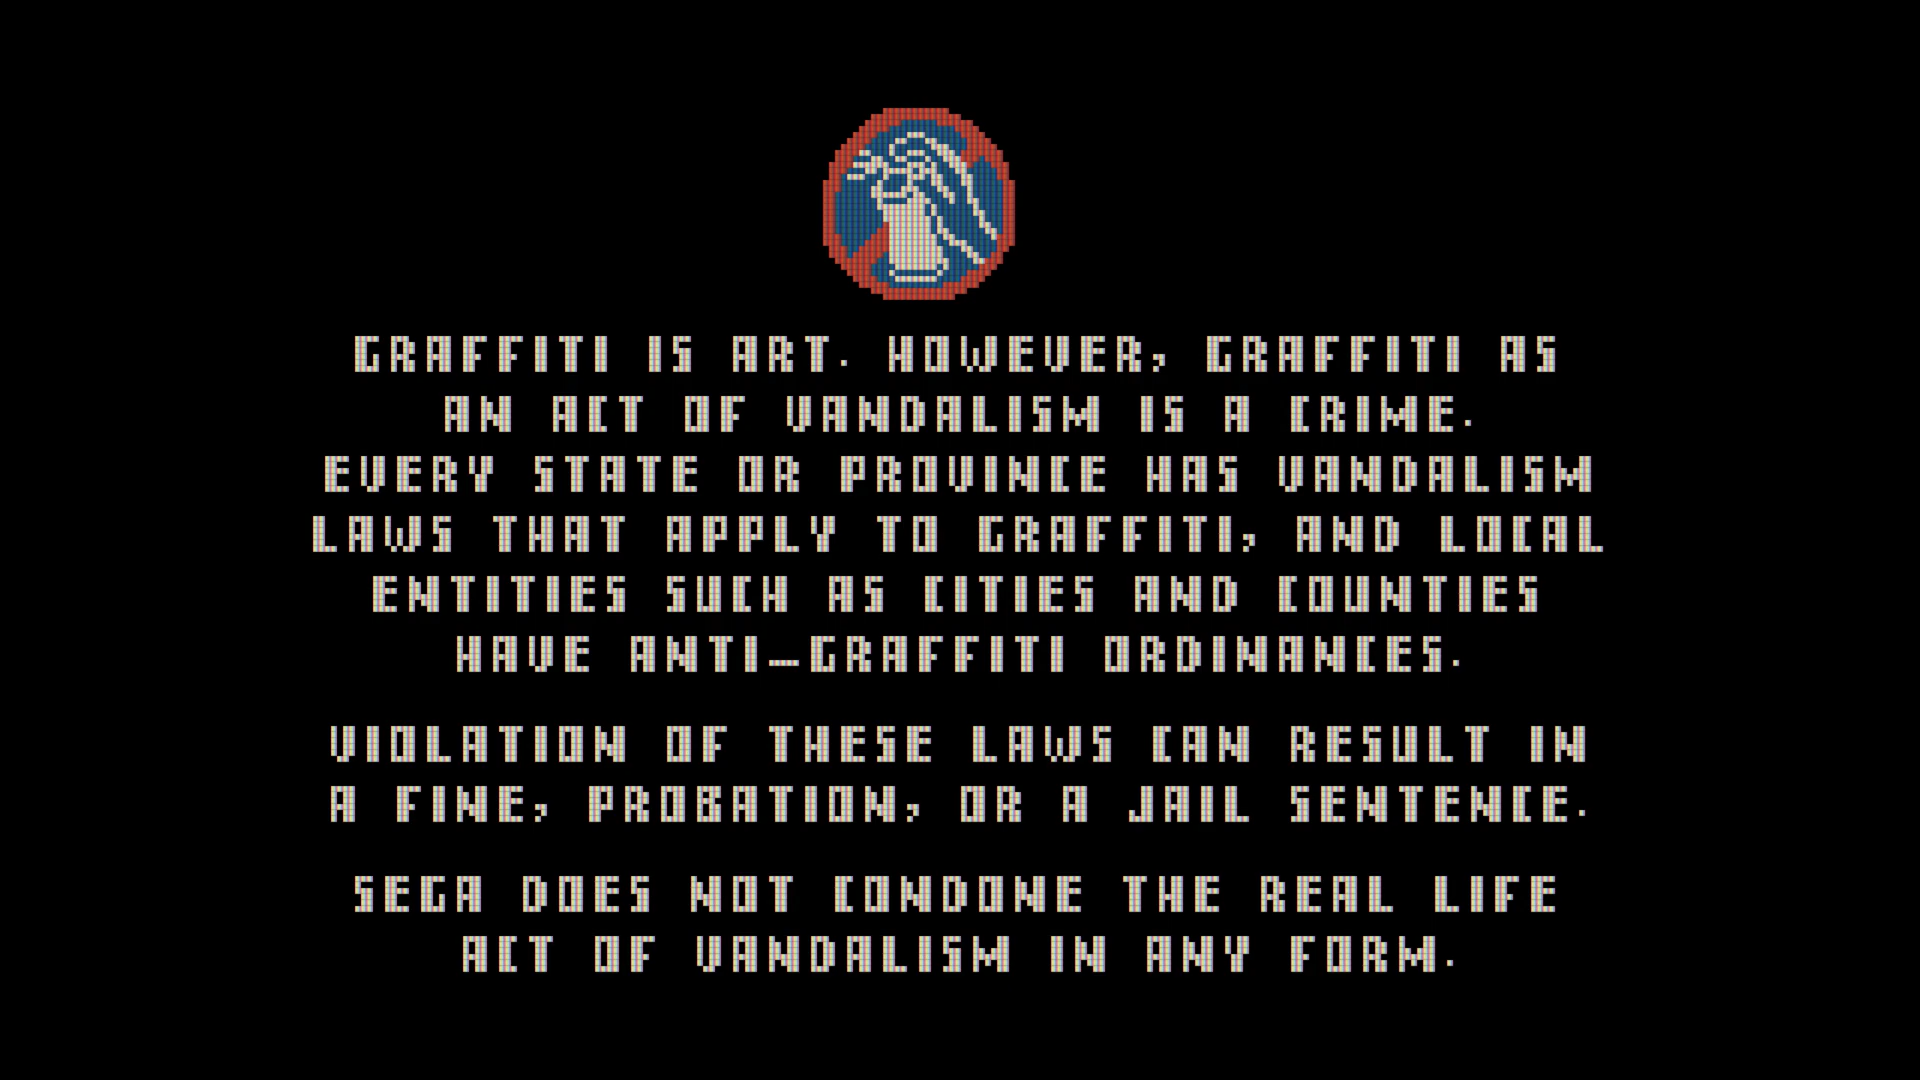 GRAFFITI IS ART. HOWEVER, GRAFFITI AS
AN ACT OF VANDALISM IS A CRIME.
EVERY STATE OR PROVINCE HAS VANDALISM
LAWS THAT APPLY TO GRAFFITI, AND LOCAL
ENTITIES SUCH AS CITIES AND COUNTIES
HAVE ANTI-GRAFFITI ORDINANCES.
VIOLATION OF THESE LAWS CAN RESULT IN
A FINE, PROBATION, OR A JAIL SENTENCE.
SEGA DOES NOT CONDONE THE REAL LIFE
ACT OF VANDALISM IN ANY FORM.